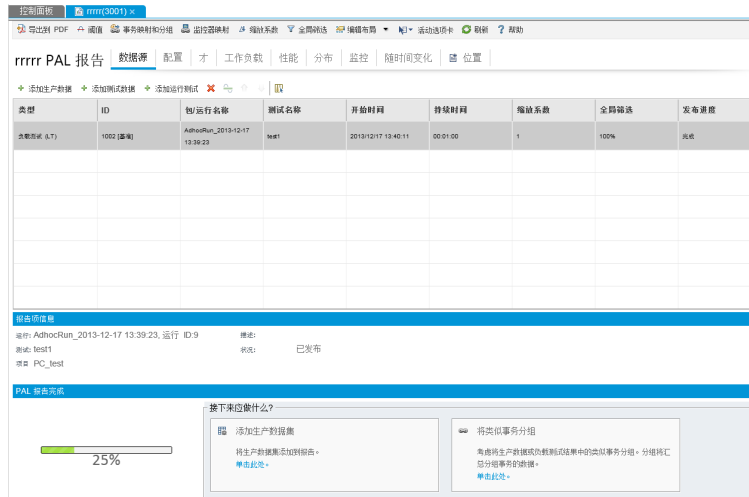 控制面板 rrrrr(3001) ×
导出到 PDF 阈值 事务映射和分组 监控器映射 缩放系数 全局筛选 编辑布局 活动选项卡 刷新 帮助
rrrrr PAL 报告 数据源 配置 才 工作负载 性能 分布 监控 随时间变化 位置
添加生产数据 添加测试数据 添加运行测试
类型 ID 包/运行名称 测试名称 开始时间 持续时间 缩放系数 全局筛选 发布进度
负载测试 (LT) 1002 [基准] AdhocRun_2013-12-17 13:39:23 test1 2013/12/17 13:40:11 00:01:00 1 100% 完成
报告项信息
运行: AdhocRun_2013-12-17 13:39:23, 运行 ID:9 描述:
测试: test1 状况: 已发布
项目 PC_test
PAL 报告完成
接下来应做什么?
添加生产数据集 将类似事务分组
将生产数据集添加到报告。 考虑将生产数据或负载测试结果中的类似事务分组。分组将汇
单击此处。 总分组事务的数据。
单击此处。
25%